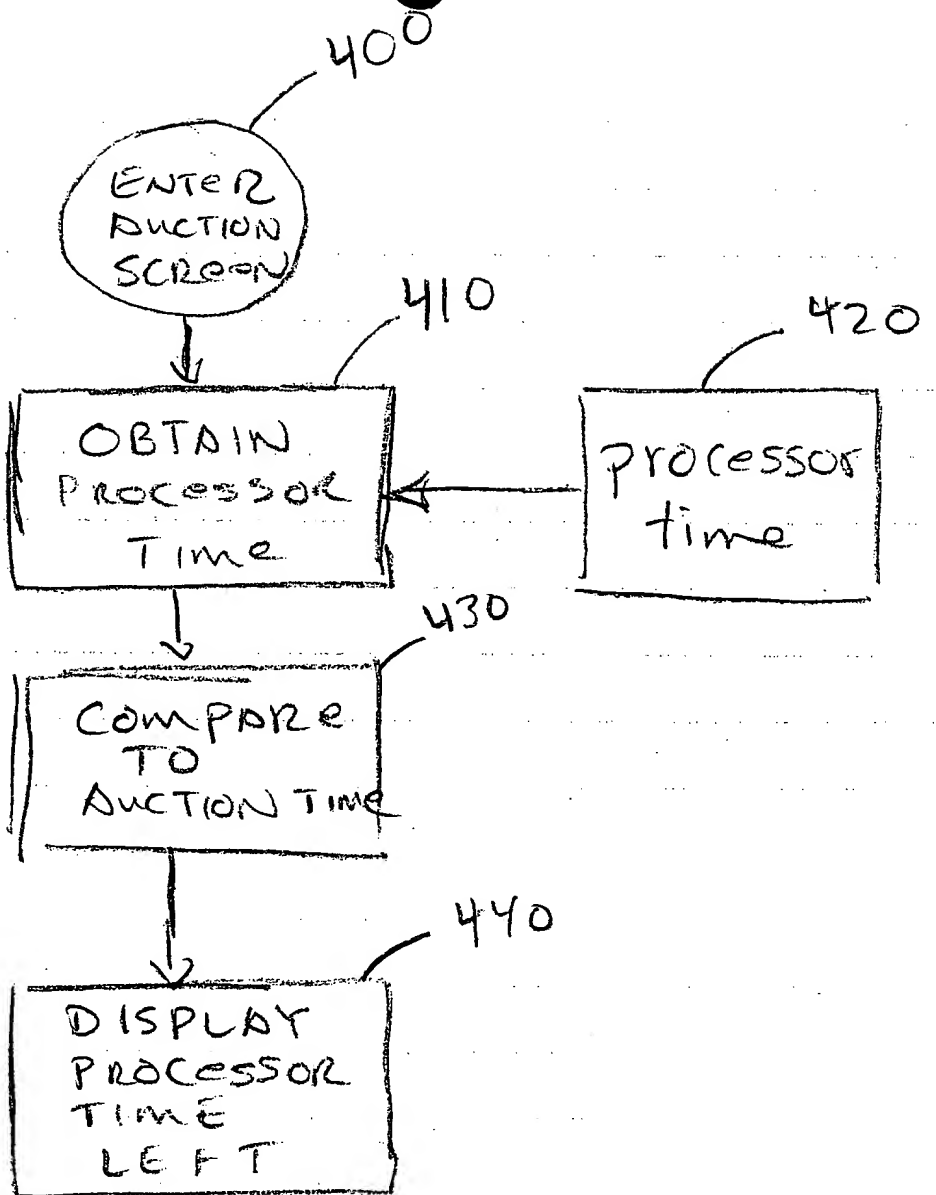 400
ENTER
AUCTION
SCREEN
410
420
OBTAIN
PROCESSOR
TIME
processor
time
430
COMPARE
TO
AUCTION TIME
440
DISPLAY
PROCESSOR
TIME
LEFT